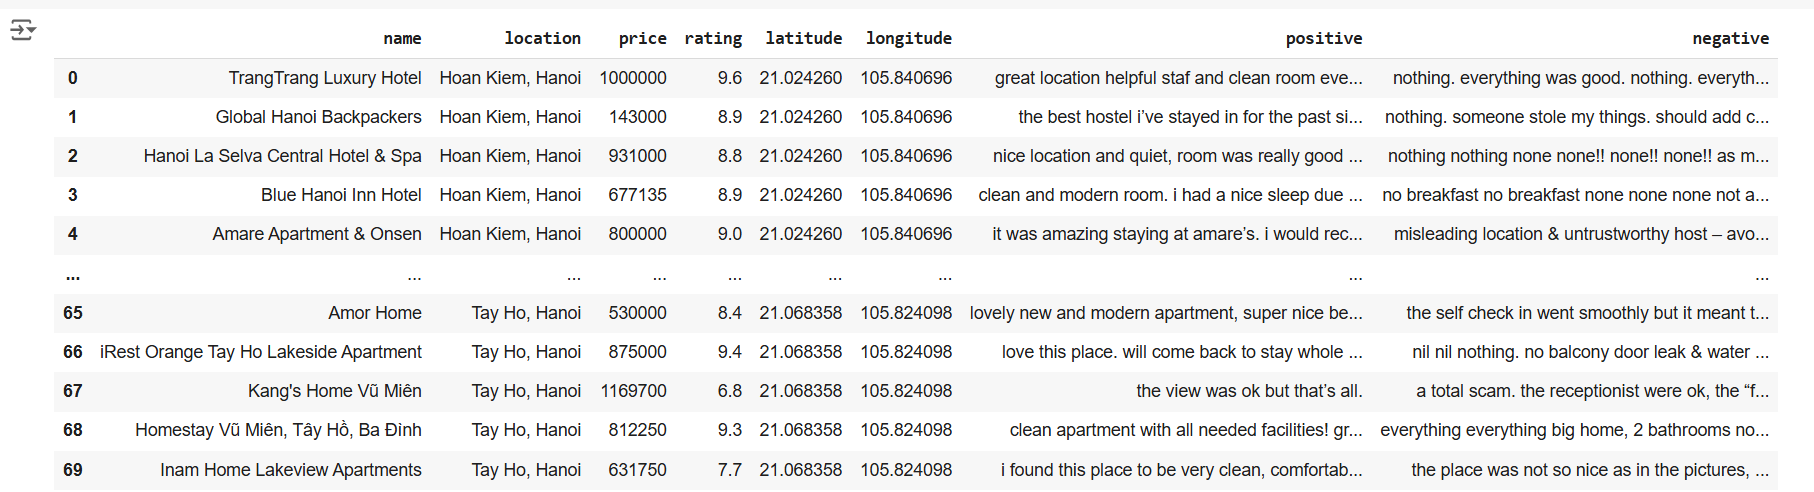 name location price rating latitude longitude positive negative
0 TrangTrang Luxury Hotel Hoan Kiem, Hanoi 1000000 9.6 21.024260 105.840696 great location helpful staf and clean room eve... nothing. everything was good. nothing. everyth...
1 Global Hanoi Backpackers Hoan Kiem, Hanoi 143000 8.9 21.024260 105.840696 the best hostel i’ve stayed in for the past si... nothing. someone stole my things. should add c...
2 Hanoi La Selva Central Hotel & Spa Hoan Kiem, Hanoi 931000 8.8 21.024260 105.840696 nice location and quiet, room was really good ... nothing nothing none none!! none!! none!! as m...
3 Blue Hanoi Inn Hotel Hoan Kiem, Hanoi 677135 8.9 21.024260 105.840696 clean and modern room. i had a nice sleep due ... no breakfast no breakfast none none none not a...
4 Amare Apartment & Onsen Hoan Kiem, Hanoi 800000 9.0 21.024260 105.840696 it was amazing staying at amare’s. i would rec... misleading location & untrustworthy host – avo...
... ... ... ... ... ... ... ... ...
65 Amor Home Tay Ho, Hanoi 530000 8.4 21.068358 105.824098 lovely new and modern apartment, super nice be... the self check in went smoothly but it meant t...
66 iRest Orange Tay Ho Lakeside Apartment Tay Ho, Hanoi 875000 9.4 21.068358 105.824098 love this place. will come back to stay whole ... nil nil nothing. no balcony door leak & water ...
67 Kang's Home Vũ Miên Tay Ho, Hanoi 1169700 6.8 21.068358 105.824098 the view was ok but that’s all. a total scam. the receptionist were ok, the “f...
68 Homestay Vũ Miên, Tây Hồ, Ba Đình Tay Ho, Hanoi 812250 9.3 21.068358 105.824098 clean apartment with all needed facilities! gr... everything everything big home, 2 bathrooms no...
69 Inam Home Lakeview Apartments Tay Ho, Hanoi 631750 7.7 21.068358 105.824098 i found this place to be very clean, comfortab... the place was not so nice as in the pictures, ...